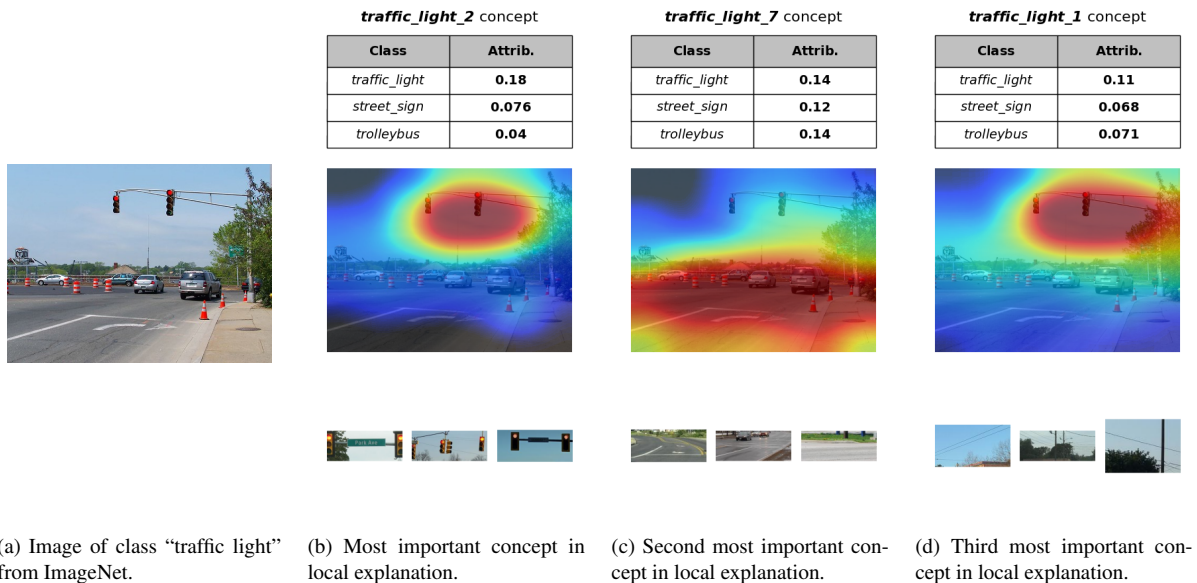 traffic_light_2 concept
Class Attrib.
traffic_light 0.18
street_sign 0.076
trolleybus 0.04
traffic_light_7 concept
Class Attrib.
traffic_light 0.14
street_sign 0.12
trolleybus 0.14
traffic_light_1 concept
Class Attrib.
traffic_light 0.11
street_sign 0.068
trolleybus 0.071
Park Ave
(a) Image of class “traffic light”
from ImageNet.
(b) Most important concept in
local explanation.
(c) Second most important con-
cept in local explanation.
(d) Third most important con-
cept in local explanation.